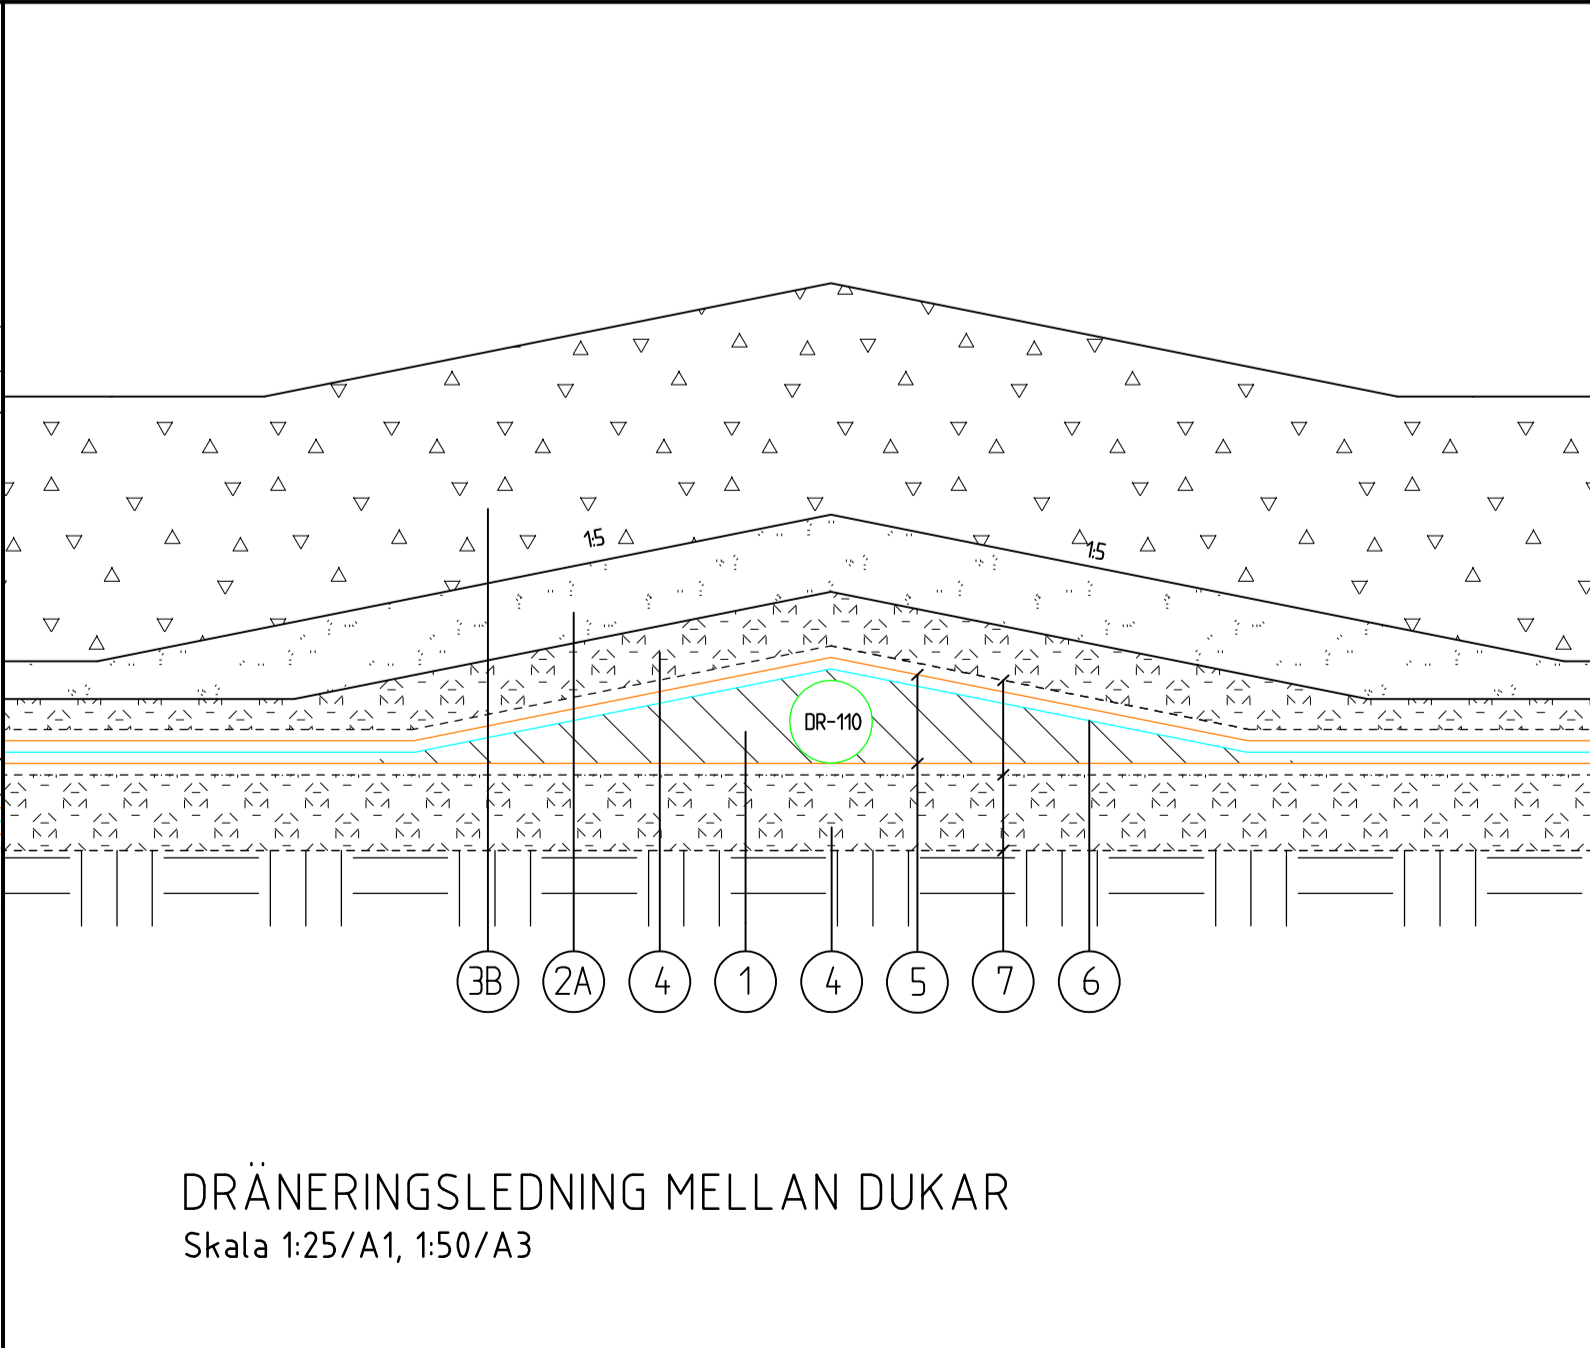 1:5
1:5
DR-110
3B 2A 4 1 4 5 7 6
DRÄNERINGSLEDNING MELLAN DUKAR
Skala 1:25/A1, 1:50/A3